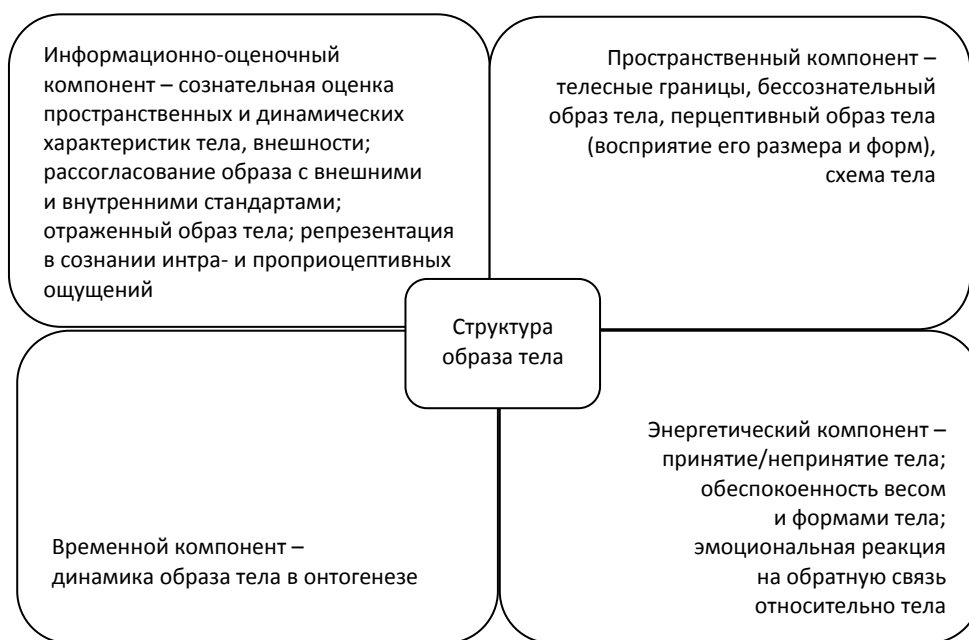 Информационно-оценочный
компонент – сознательная оценка
пространственных и динамических
характеристик тела, внешности;
рассогласование образа с внешними
и внутренними стандартами;
отраженный образ тела; репрезентация
в сознании интра- и проприоцептивных
ощущений
Пространственный компонент –
телесные границы, бессознательный
образ тела, перцептивный образ тела
(восприятие его размера и форм),
схема тела
Структура
образа тела
Временной компонент –
динамика образа тела в онтогенезе
Энергетический компонент –
принятие/непринятие тела;
обеспокоенность весом
и формами тела;
эмоциональная реакция
на обратную связь
относительно тела